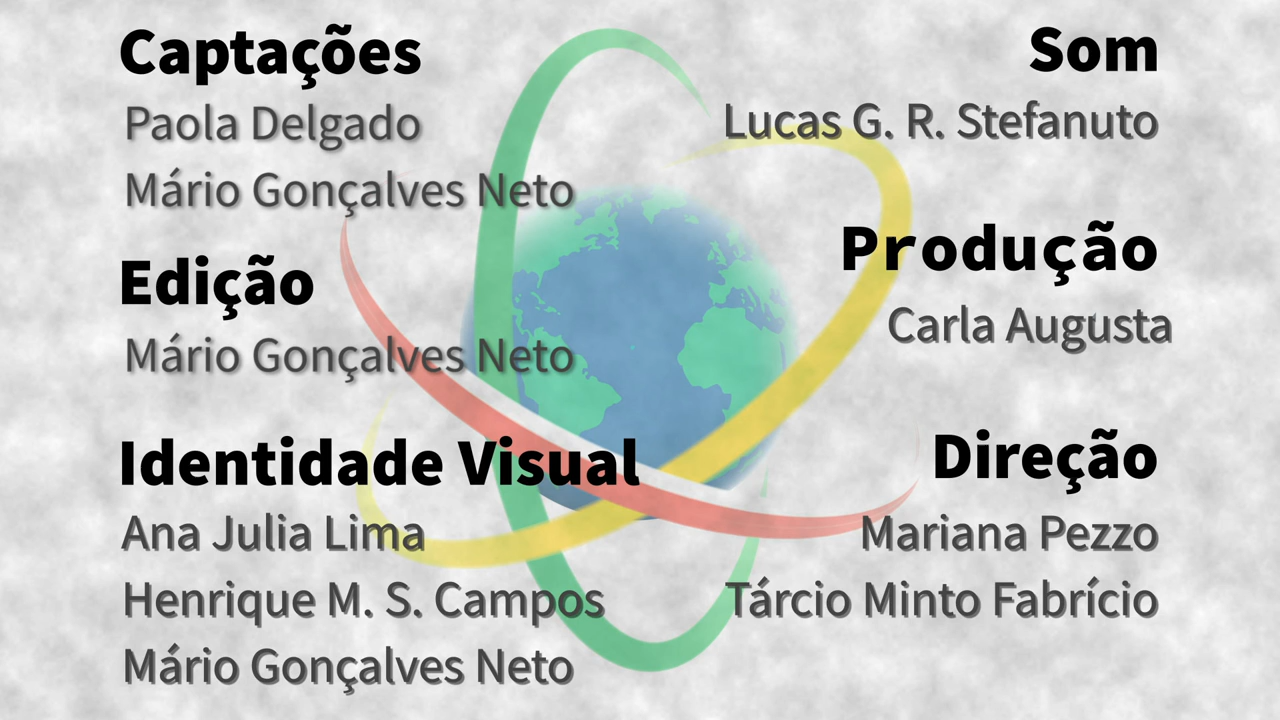 Captações
Paola Delgado
Mário Gonçalves Neto
Edição
Mário Gonçalves Neto
Identidade Visual
Ana Julia Lima
Henrique M. S. Campos
Mário Gonçalves Neto
Som
Lucas G. R. Stefanuto
Produção
Carla Augusta
Direção
Mariana Pezzo
Tárcio Minto Fabrício